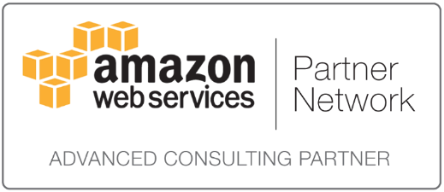 amazon
web services
Partner
Network
ADVANCED CONSULTING PARTNER